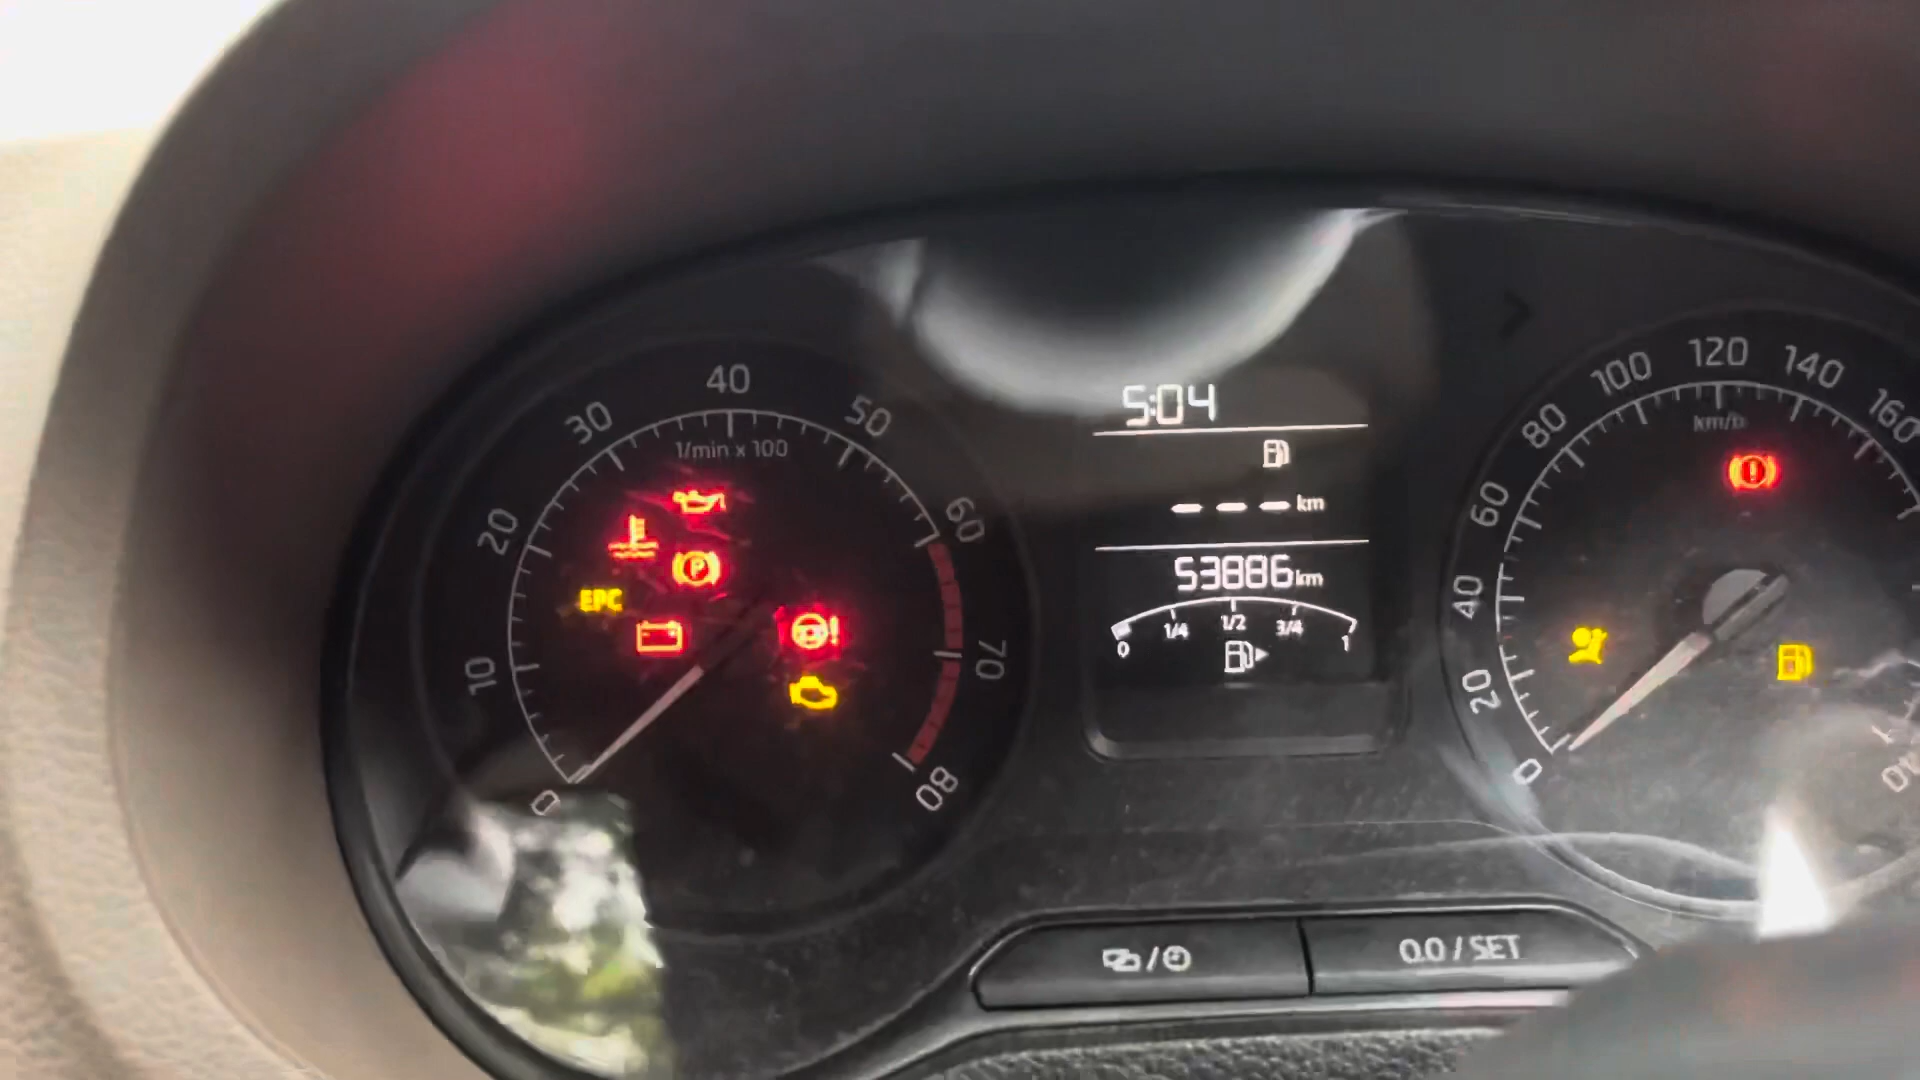 0 10 20 30 40 50 60 70 80
1/min x 100
P
EPC
!
5:04
--- km
53886 km
0 1/4 1/2 3/4 1
0 20 40 60 80 100 120 140 160
km/h
!
/
0.0 / SET